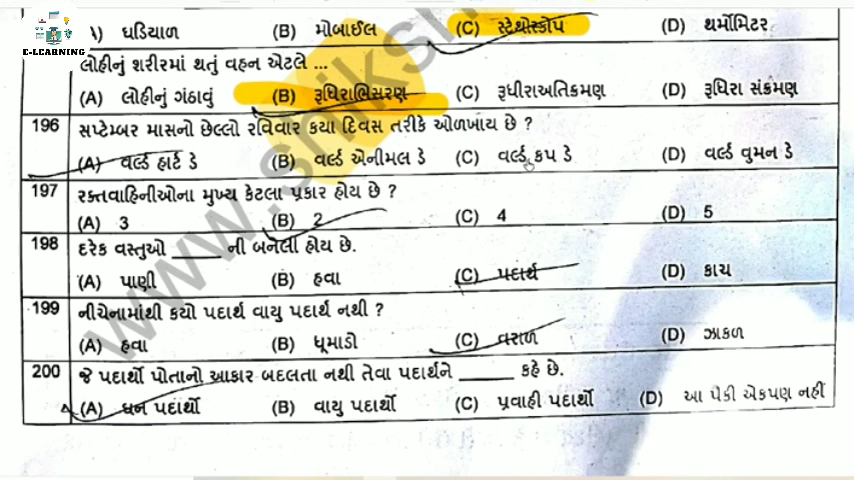 E-LEARNING
A) ઘડિયાળ (B) મોબાઈલ (C) સ્ટેથોસ્કોપ (D) થર્મોમિટર
લોહીનું શરીરમાં થતું વહન એટલે ...
(A) લોહીનું ગંઠાવું (B) રૂધિરાભિસરણ (C) રૂધીરાઅતિક્રમણ (D) રૂધિરા સંક્રમણ
196 સપ્ટેમ્બર માસનો છેલ્લો રવિવાર કયા દિવસ તરીકે ઓળખાય છે ?
(A) વર્લ્ડ હાર્ટ ડે (B) વર્લ્ડ એનીમલ ડે (C) વર્લ્ડ કપ ડે (D) વર્લ્ડ વુમન ડે
197 રક્તવાહિનીઓના મુખ્ય કેટલા પ્રકાર હોય છે ?
(A) 3 (B) 2 (C) 4 (D) 5
198 દરેક વસ્તુઓ _____ ની બનેલી હોય છે.
(A) પાણી (B) હવા (C) પદાર્થ (D) કાચ
199 નીચેનામાંથી કયો પદાર્થ વાયુ પદાર્થ નથી ?
(A) હવા (B) ધૂમાડો (C) વરાળ (D) ઝાકળ
200 જે પદાર્થો પોતાનો આકાર બદલતા નથી તેવા પદાર્થને _____ કહે છે.
(A) ઘન પદાર્થો (B) વાયુ પદાર્થો (C) પ્રવાહી પદાર્થો (D) આ પૈકી એકપણ નહીં